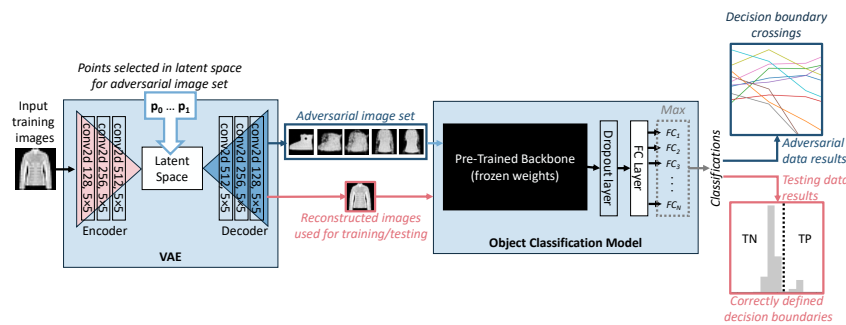 Decision boundary
crossings
Points selected in latent space
for adversarial image set
Input
training
images
p₀ ... p₁
conv2d 128, 5×5
conv2d 256, 5×5
conv2d 512, 5×5
Latent
Space
conv2d 512, 5×5
conv2d 256, 5×5
conv2d 128, 5×5
Encoder
Decoder
VAE
Adversarial image set
Reconstructed images
used for training/testing
Pre-Trained Backbone
(frozen weights)
Dropout layer
FC Layer
Max
FC₁
FC₂
FC₃
FC_N
Object Classification Model
Classifications
Adversarial
data results
Testing data
results
TN
TP
Correctly defined
decision boundaries